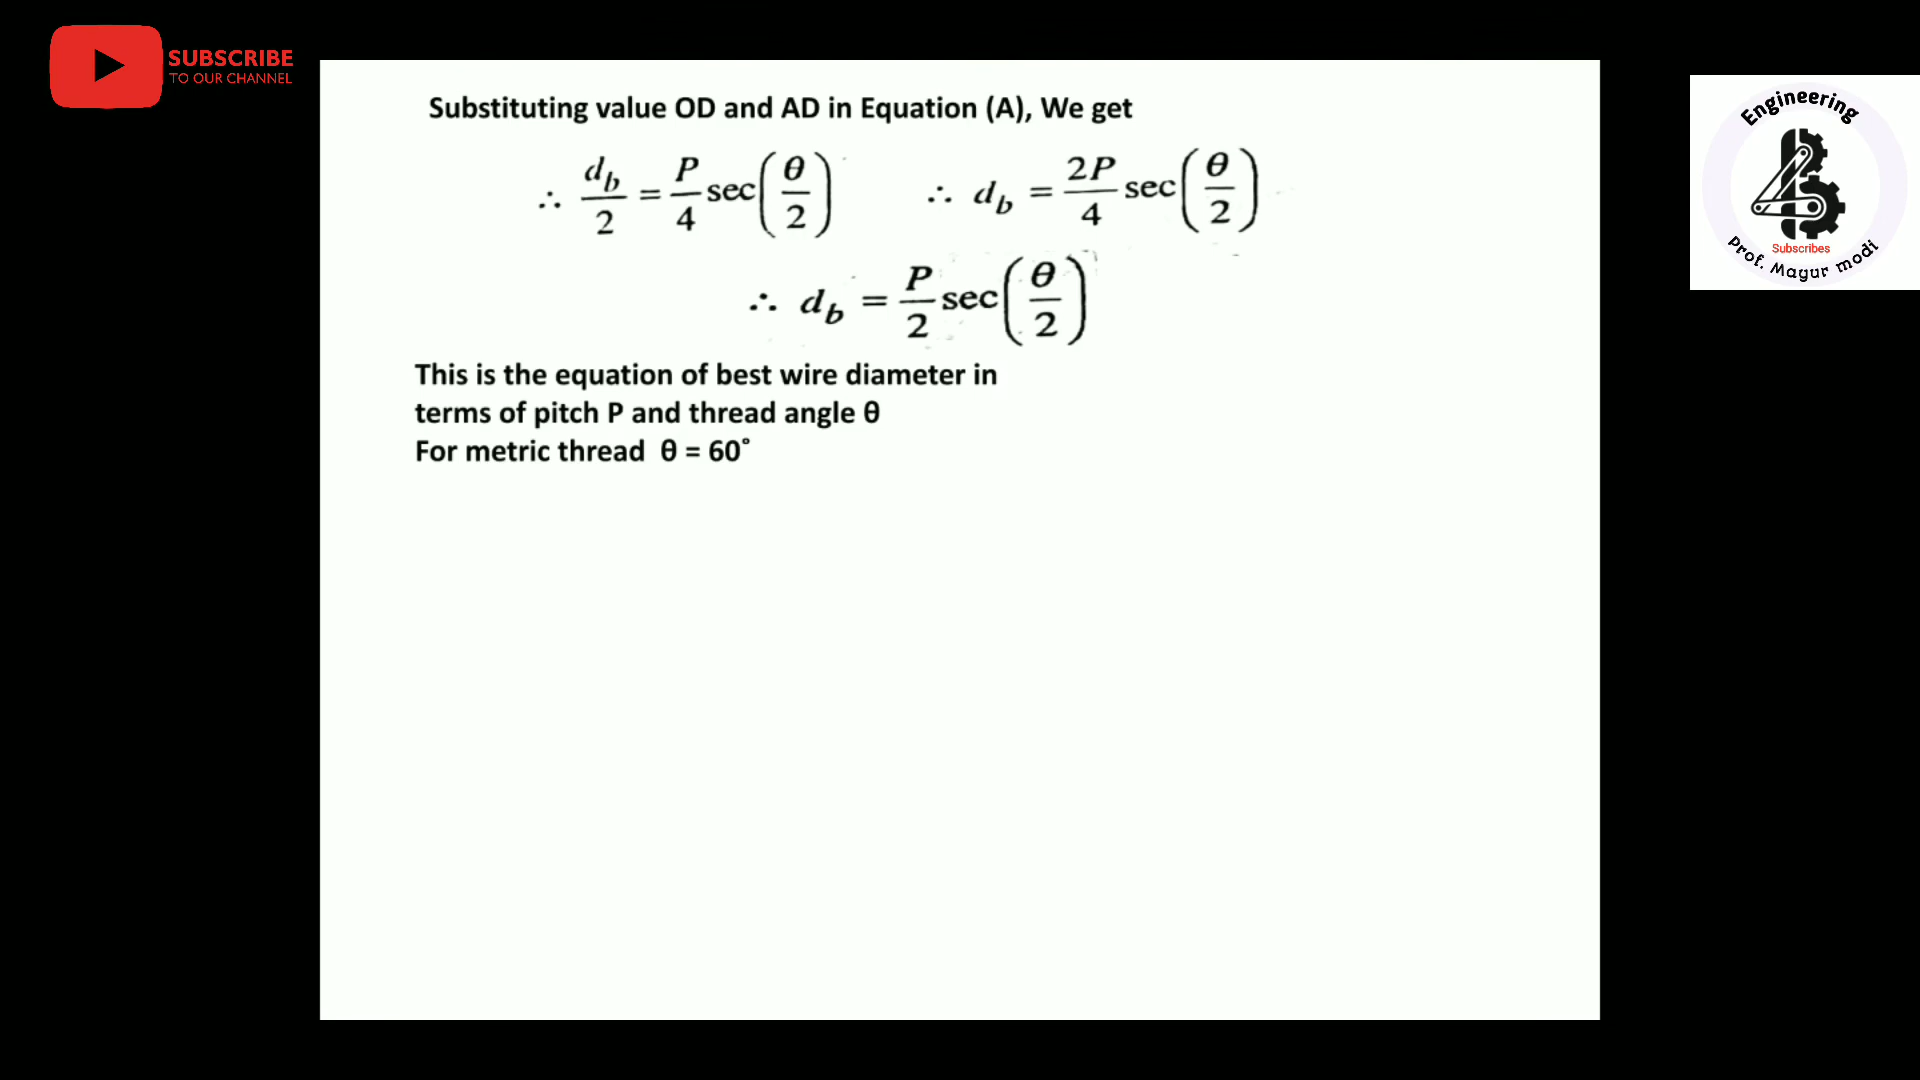 SUBSCRIBE
TO OUR CHANNEL
Engineering
Subscribes
Prof. Mayur modi
Substituting value OD and AD in Equation (A), We get
∴ d_b/2 = P/4 sec(θ/2) ∴ d_b = 2P/4 sec(θ/2)
∴ d_b = P/2 sec(θ/2)
This is the equation of best wire diameter in
terms of pitch P and thread angle θ
For metric thread θ = 60°